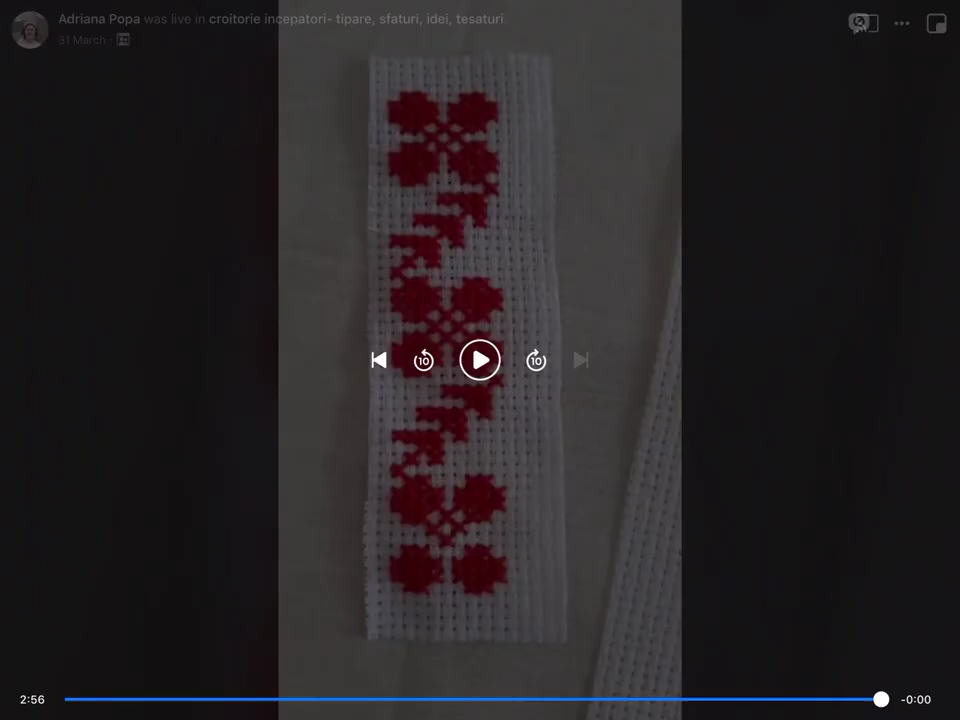 Adriana Popa was live in croitorie incepatori- tipare, sfaturi, idei, tesaturi
31 March ·
10
10
2:56
-0:00